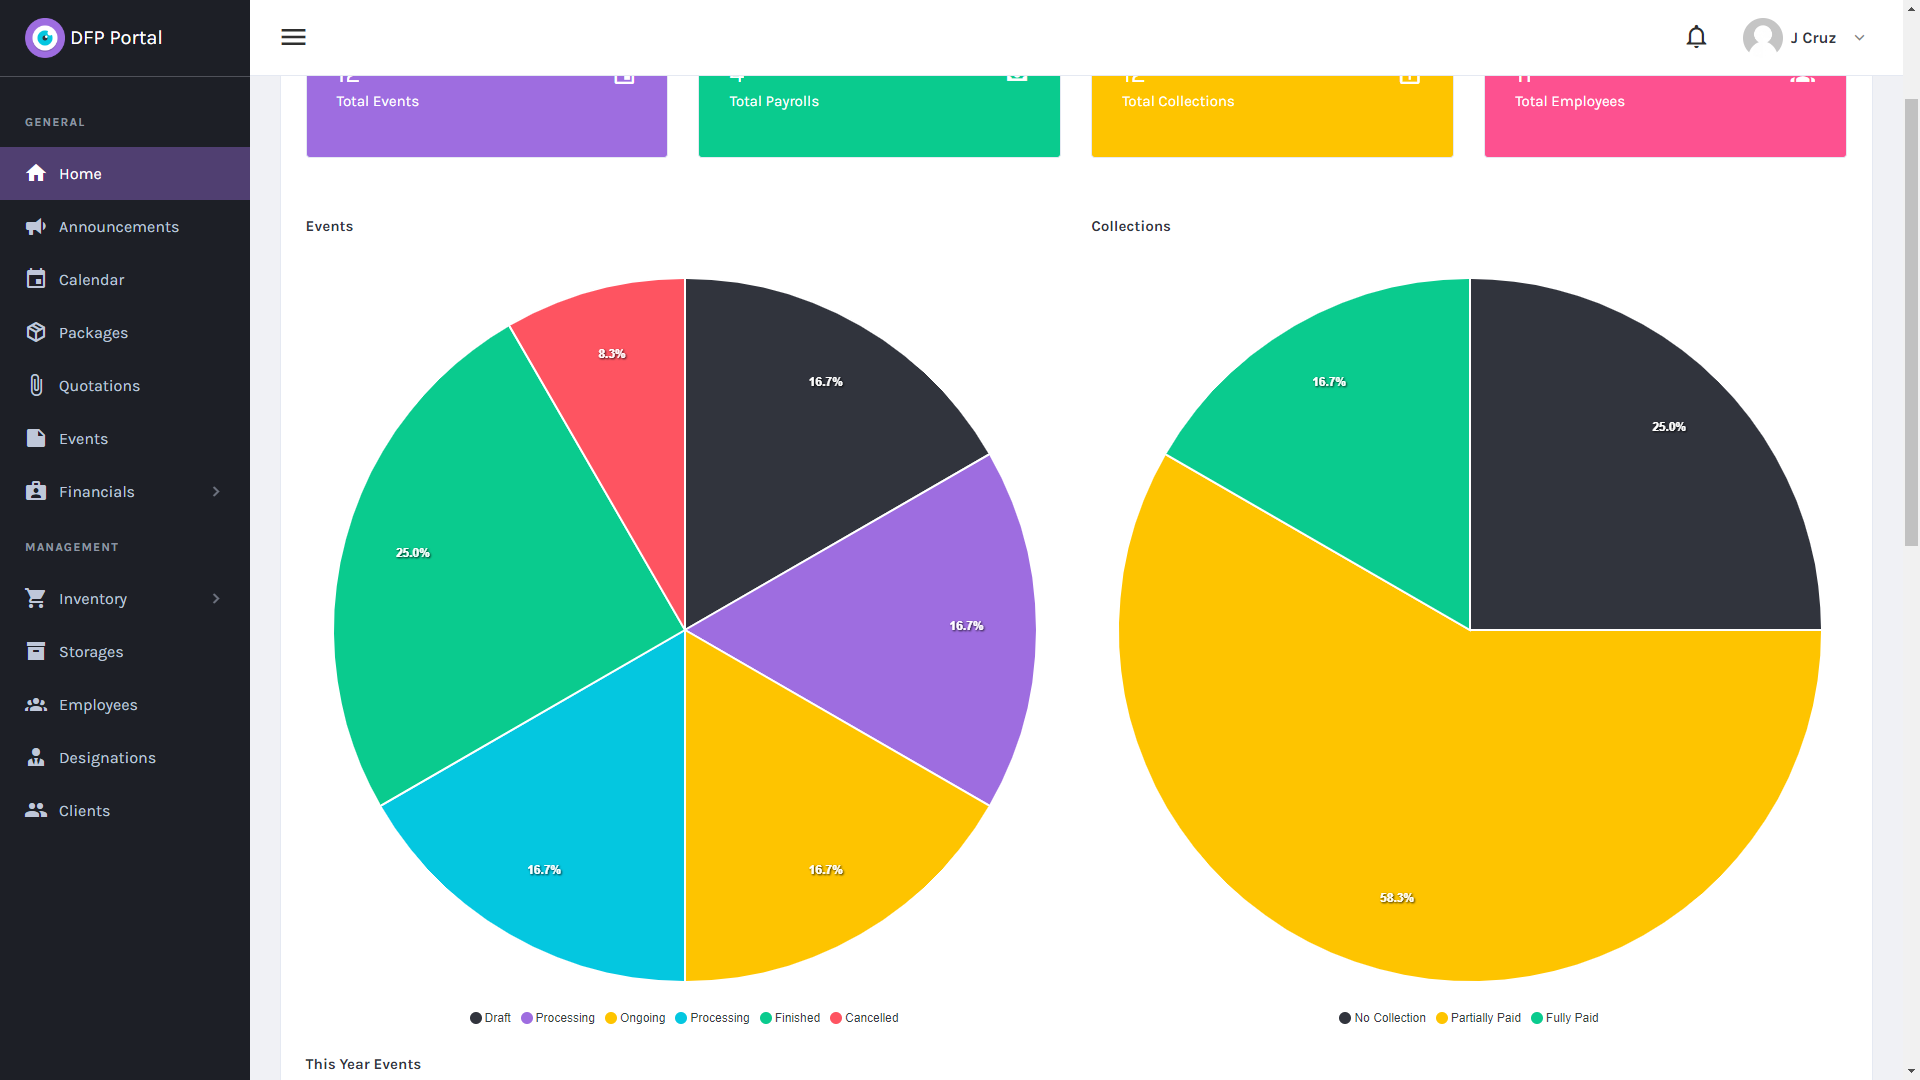 DFP Portal
J Cruz
GENERAL
Home
Announcements
Calendar
Packages
Quotations
Events
Financials
MANAGEMENT
Inventory
Storages
Employees
Designations
Clients
Total Events
Total Payrolls
Total Collections
Total Employees
Events
8.3%
16.7%
25.0%
16.7%
16.7%
16.7%
Draft Processing Ongoing Processing Finished Cancelled
Collections
16.7%
25.0%
58.3%
No Collection Partially Paid Fully Paid
This Year Events